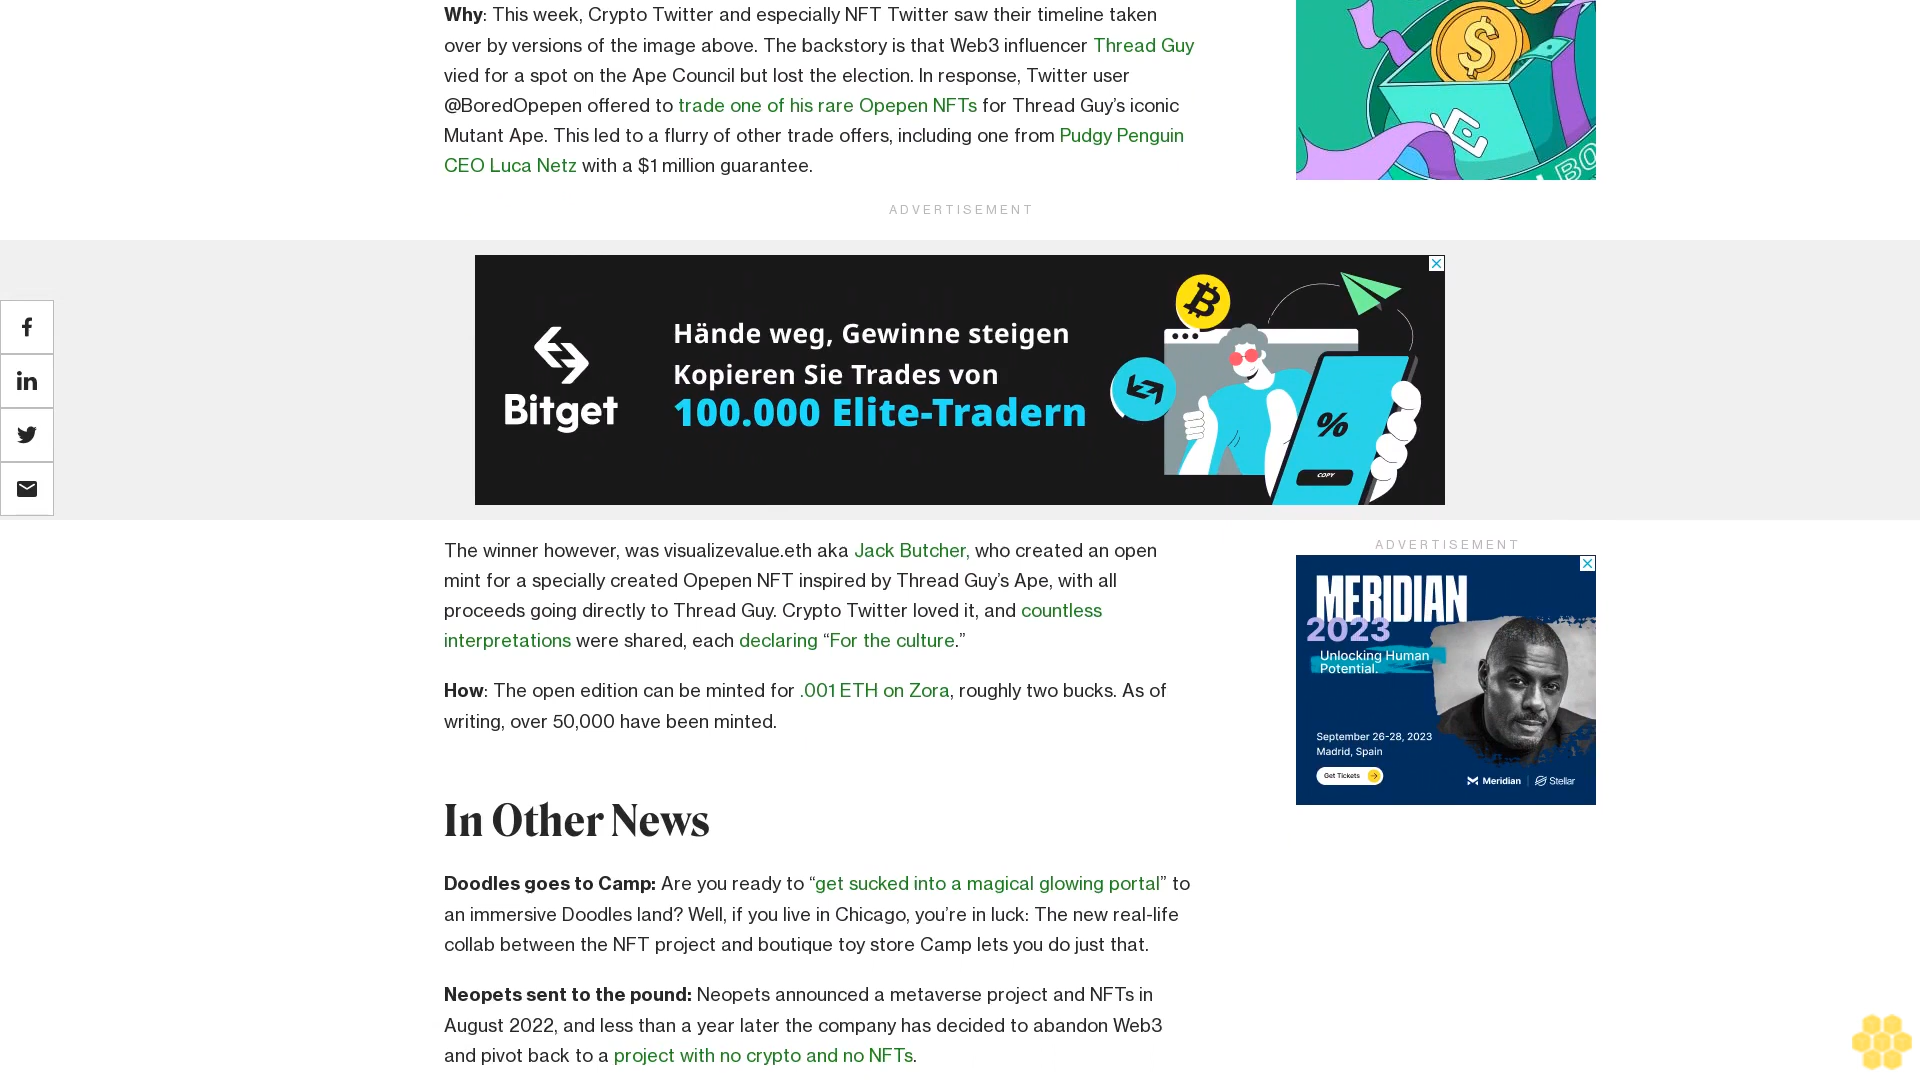 Why: This week, Crypto Twitter and especially NFT Twitter saw their timeline taken
over by versions of the image above. The backstory is that Web3 influencer Thread Guy
vied for a spot on the Ape Council but lost the election. In response, Twitter user
@BoredOpepen offered to trade one of his rare Opepen NFTs for Thread Guy’s iconic
Mutant Ape. This led to a flurry of other trade offers, including one from Pudgy Penguin
CEO Luca Netz with a $1 million guarantee.
ADVERTISEMENT
Bitget
Hände weg, Gewinne steigen
Kopieren Sie Trades von
100.000 Elite-Tradern
%
COPY
The winner however, was visualizevalue.eth aka Jack Butcher, who created an open
mint for a specially created Opepen NFT inspired by Thread Guy’s Ape, with all
proceeds going directly to Thread Guy. Crypto Twitter loved it, and countless
interpretations were shared, each declaring “For the culture.”
How: The open edition can be minted for .001 ETH on Zora, roughly two bucks. As of
writing, over 50,000 have been minted.
ADVERTISEMENT
MERIDIAN
2023
Unlocking Human
Potential.
September 26-28, 2023
Madrid, Spain
Get Tickets
Meridian
Stellar
In Other News
Doodles goes to Camp: Are you ready to “get sucked into a magical glowing portal” to
an immersive Doodles land? Well, if you live in Chicago, you’re in luck: The new real-life
collab between the NFT project and boutique toy store Camp lets you do just that.
Neopets sent to the pound: Neopets announced a metaverse project and NFTs in
August 2022, and less than a year later the company has decided to abandon Web3
and pivot back to a project with no crypto and no NFTs.